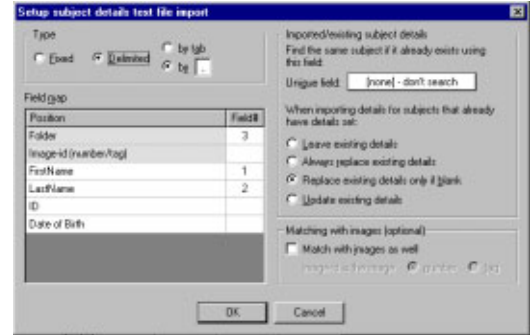 Setup subject details text file import
Type
Fixed
Delimited
by tab
by
Field map
Position Field#
Folder 3
Image-id (number/tag)
FirstName 1
LastName 2
ID
Date of Birth
Imported/existing subject details
Find the same subject if it already exists using
this field:
Unique field: [none] - don't search
When importing details for subjects that already
have details set:
Leave existing details
Always replace existing details
Replace existing details only if blank
Update existing details
Matching with images (optional)
Match with images as well
number
tag
OK
Cancel